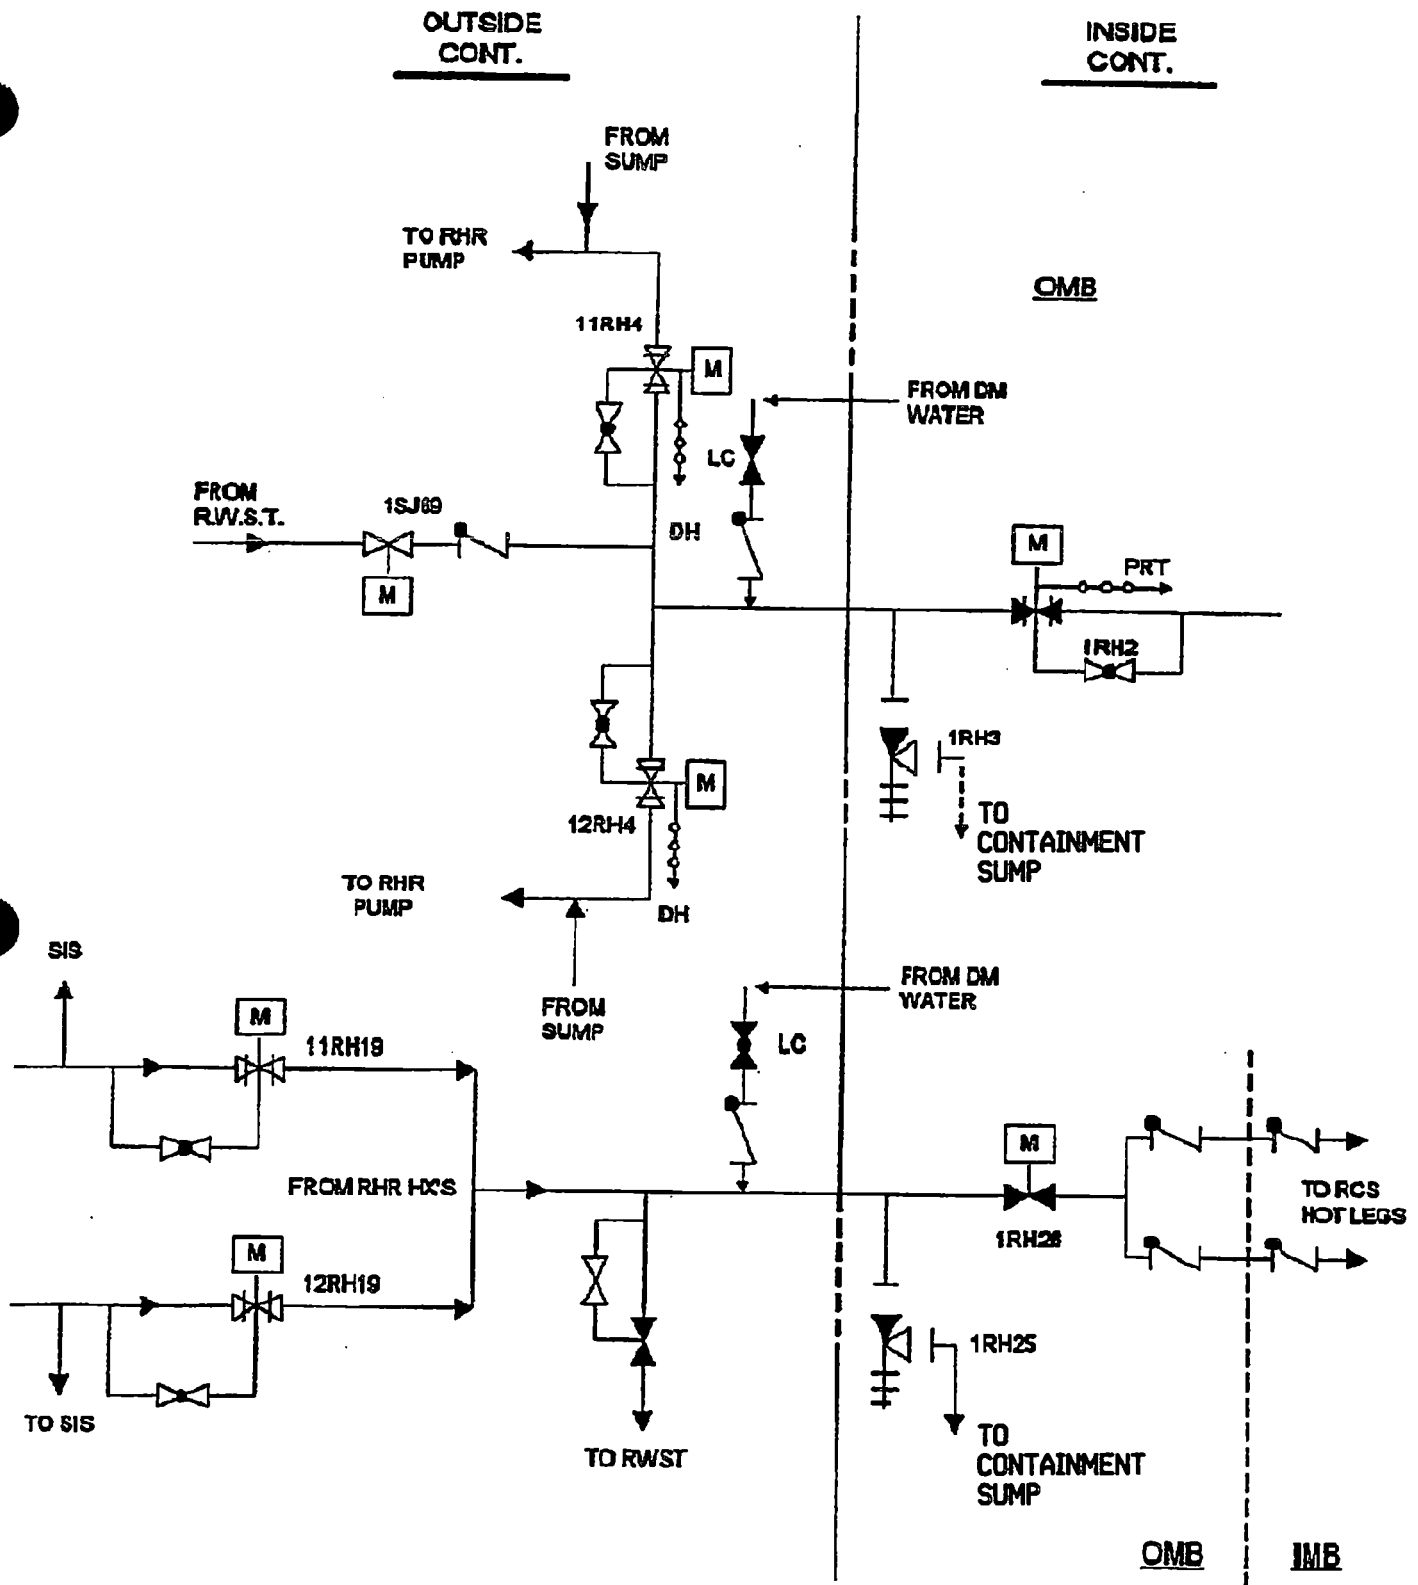 OUTSIDE
CONT.
INSIDE
CONT.
FROM
SUMP
TO RHR
PUMP
OMB
11RH4
M
FROM DM
WATER
LC
FROM
R.W.S.T.
1SJ69
M
DH
M
PRT
1RH2
1RH3
M
12RH4
TO
CONTAINMENT
SUMP
TO RHR
PUMP
DH
SIS
FROM
SUMP
FROM DM
WATER
M
11RH19
LC
M
FROM RHR HX'S
TO RCS
HOT LEGS
1RH26
M
12RH19
1RH25
TO SIS
TO RWST
TO
CONTAINMENT
SUMP
OMB
IMB